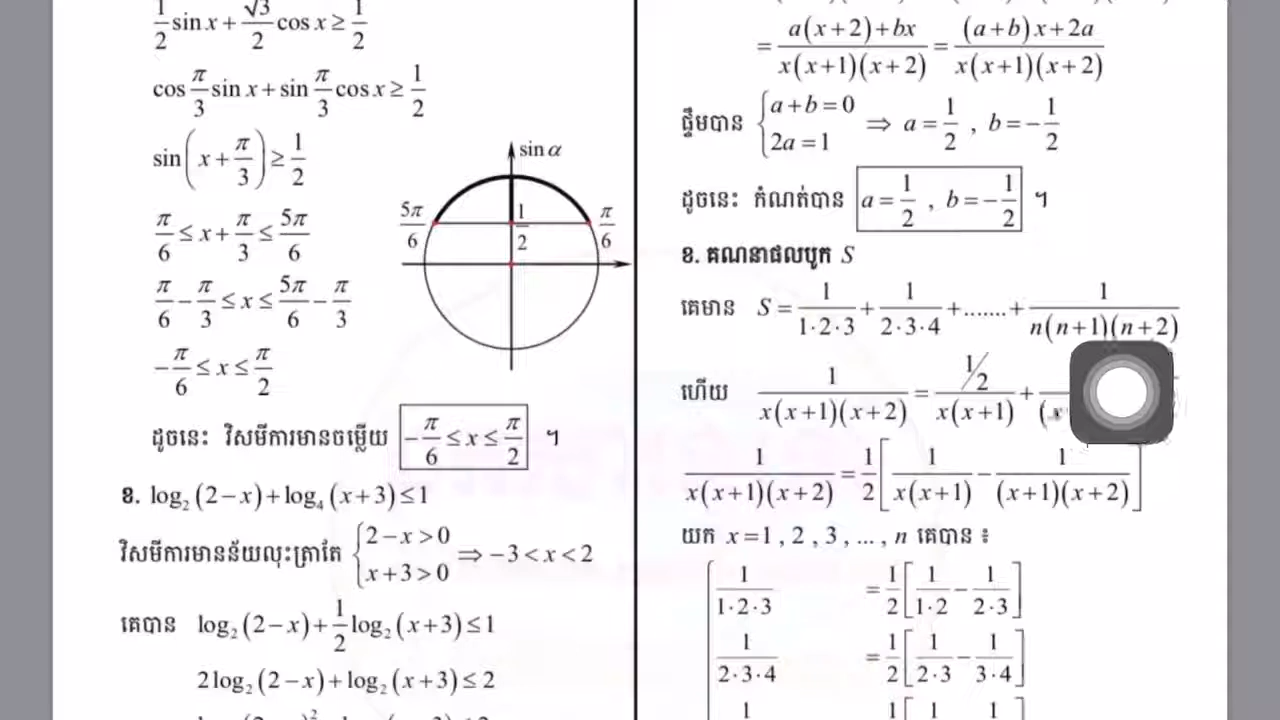 1/2 sin x + √3/2 cos x ≥ 1/2
cos π/3 sin x + sin π/3 cos x ≥ 1/2
sin(x + π/3) ≥ 1/2
π/6 ≤ x + π/3 ≤ 5π/6
π/6 − π/3 ≤ x ≤ 5π/6 − π/3
−π/6 ≤ x ≤ π/2
sin α
5π/6
1/2
π/6
ដូចនេះ វិសមីការមានចម្លើយ −π/6 ≤ x ≤ π/2 ។
ខ. log₂(2−x) + log₄(x+3) ≤ 1
វិសមីការមានន័យលុះត្រាតែ { 2−x > 0 x+3 > 0 ⇒ −3 < x < 2
គេបាន log₂(2−x) + 1/2 log₂(x+3) ≤ 1
2log₂(2−x) + log₂(x+3) ≤ 2
= a(x+2)+bx / x(x+1)(x+2) = (a+b)x+2a / x(x+1)(x+2)
ផ្ទឹមបាន { a+b=0 2a=1 ⇒ a = 1/2 , b = −1/2
ដូចនេះ កំណត់បាន a = 1/2 , b = −1/2 ។
ខ. គណនាផលបូក S
គេមាន S = 1/1·2·3 + 1/2·3·4 + ....... + 1/n(n+1)(n+2)
ហើយ 1/x(x+1)(x+2) = 1/2 / x(x+1) +
1/x(x+1)(x+2) = 1/2 [ 1/x(x+1) − 1/(x+1)(x+2) ]
យក x = 1 , 2 , 3 , ... , n គេបាន ៖
1/1·2·3 = 1/2 [ 1/1·2 − 1/2·3 ]
1/2·3·4 = 1/2 [ 1/2·3 − 1/3·4 ]